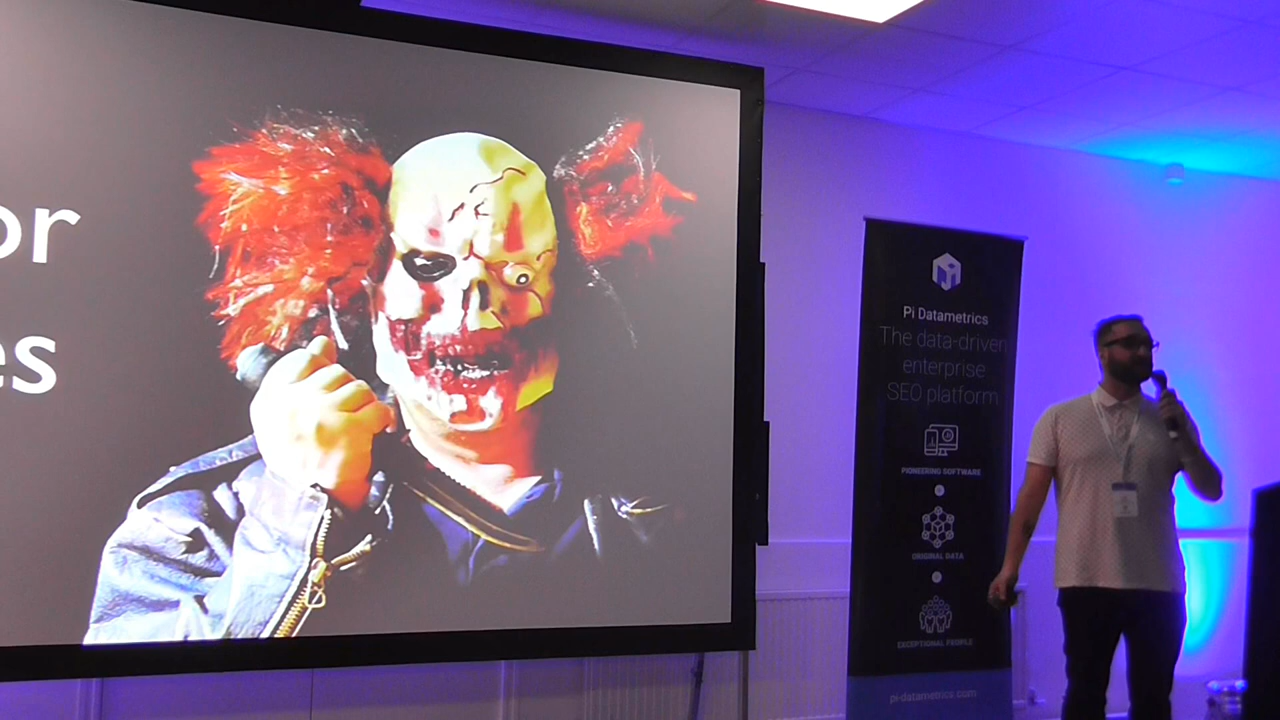 or
es
Pi Datametrics
The data-driven
enterprise
SEO platform
PIONEERING SOFTWARE
ORIGINAL DATA
EXCEPTIONAL PEOPLE
pi-datametrics.com